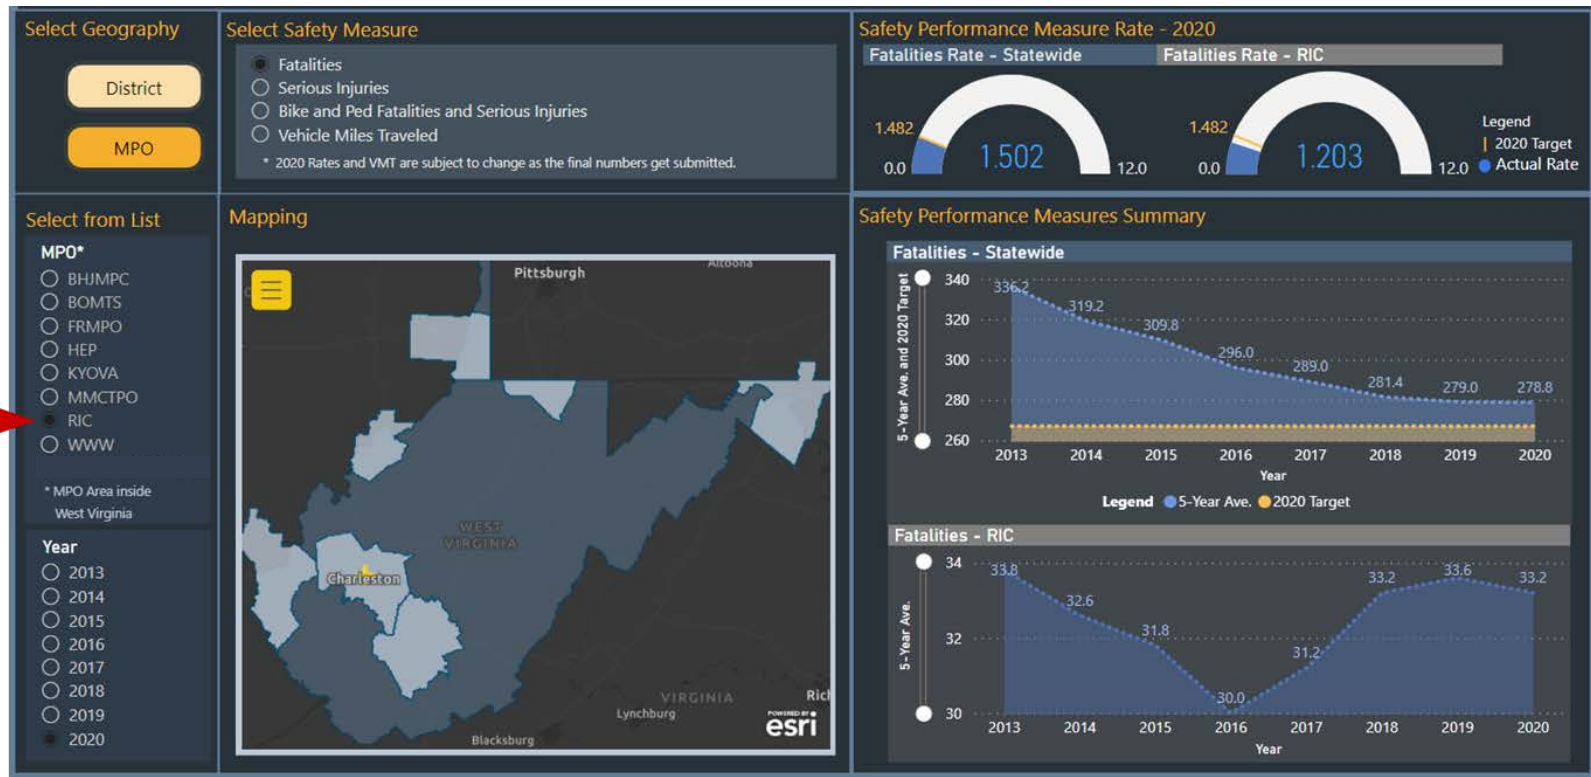 Select Geography
District
MPO
Select Safety Measure
Fatalities
Serious Injuries
Bike and Ped Fatalities and Serious Injuries
Vehicle Miles Traveled
* 2020 Rates and VMT are subject to change as the final numbers get submitted.
Safety Performance Measure Rate - 2020
Fatalities Rate - Statewide
1.482
1.502
0.0
12.0
Fatalities Rate - RIC
1.482
1.203
0.0
12.0
Legend
2020 Target
Actual Rate
Select from List
MPO*
BHJMPC
BOMTS
FRMPO
HEP
KYOVA
MMCTPO
RIC
WWW
* MPO Area inside
West Virginia
Year
2013
2014
2015
2016
2017
2018
2019
2020
Mapping
Pittsburgh
Altoona
WEST
VIRGINIA
Charleston
VIRGINIA
Lynchburg
Blacksburg
POWERED BY
esri
Safety Performance Measures Summary
Fatalities - Statewide
5-Year Ave. and 2020 Target
340
320
300
280
260
336.2
319.2
309.8
296.0
289.0
281.4
279.0
278.8
2013 2014 2015 2016 2017 2018 2019 2020
Year
Legend 5-Year Ave. 2020 Target
Fatalities - RIC
5-Year Ave.
34
32
30
33.8
32.6
31.8
30.0
31.2
33.2
33.6
33.2
2013 2014 2015 2016 2017 2018 2019 2020
Year